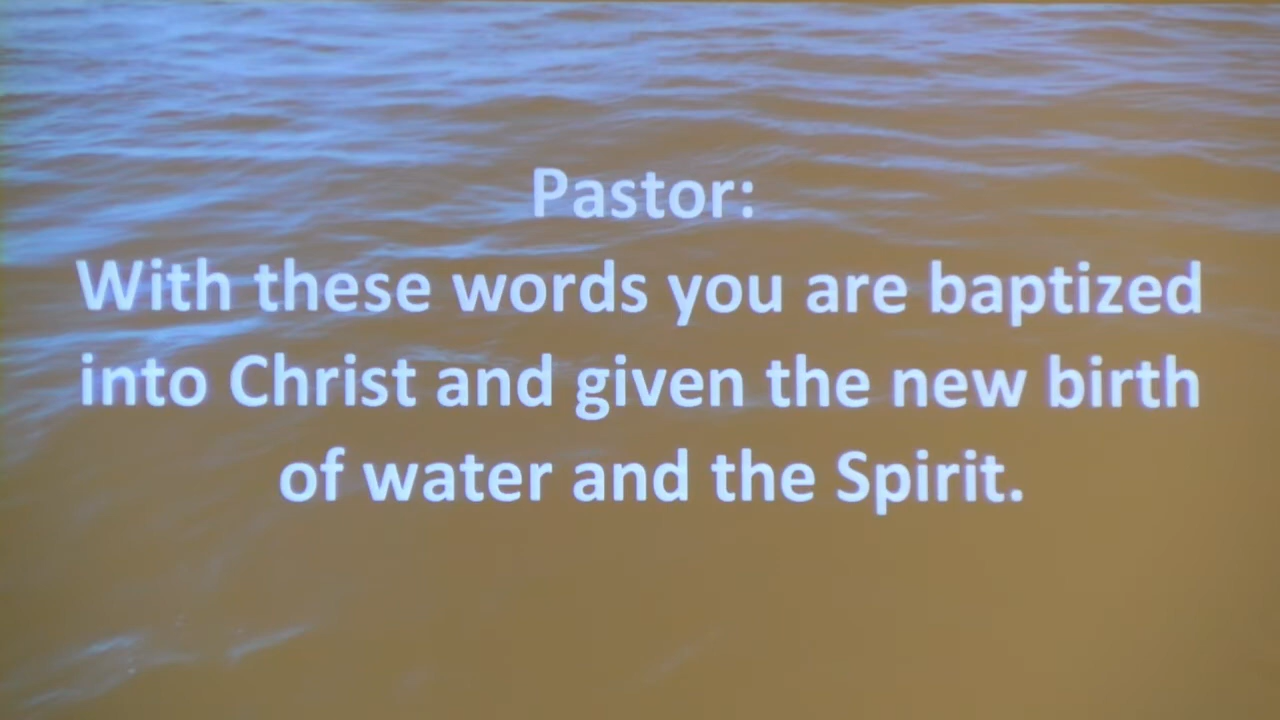 Pastor:
With these words you are baptized
into Christ and given the new birth
of water and the Spirit.